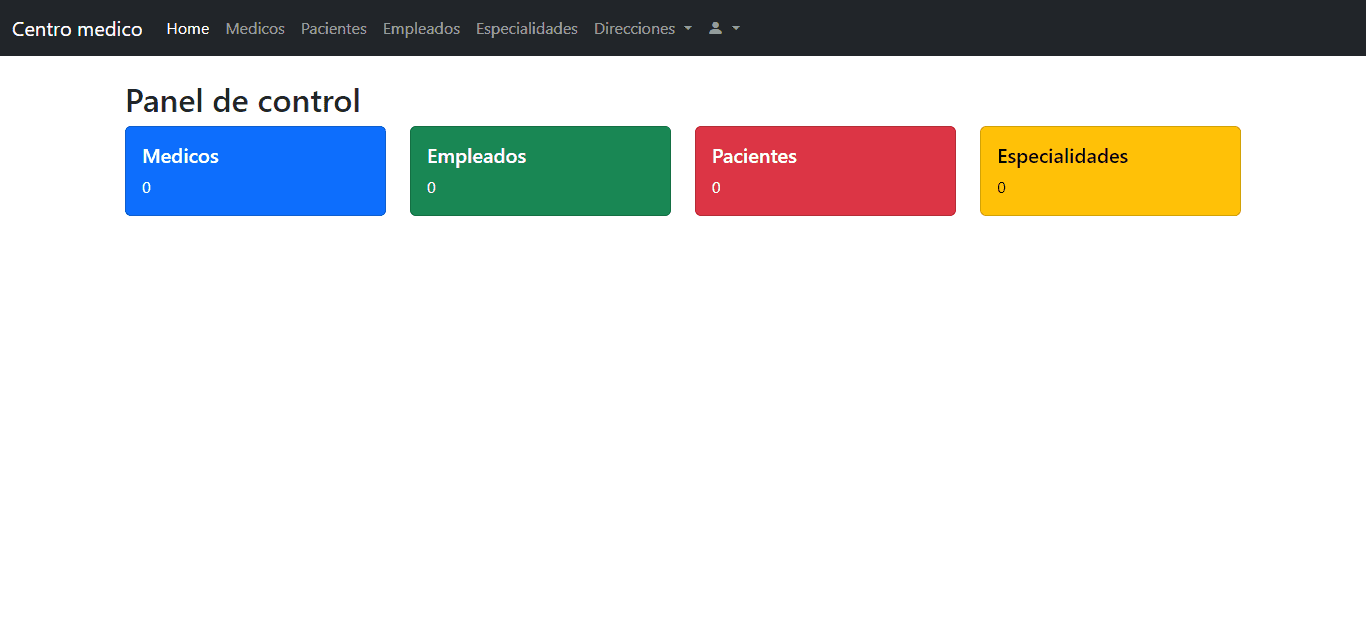 Centro medico Home Medicos Pacientes Empleados Especialidades Direcciones
Panel de control
Medicos
0
Empleados
0
Pacientes
0
Especialidades
0